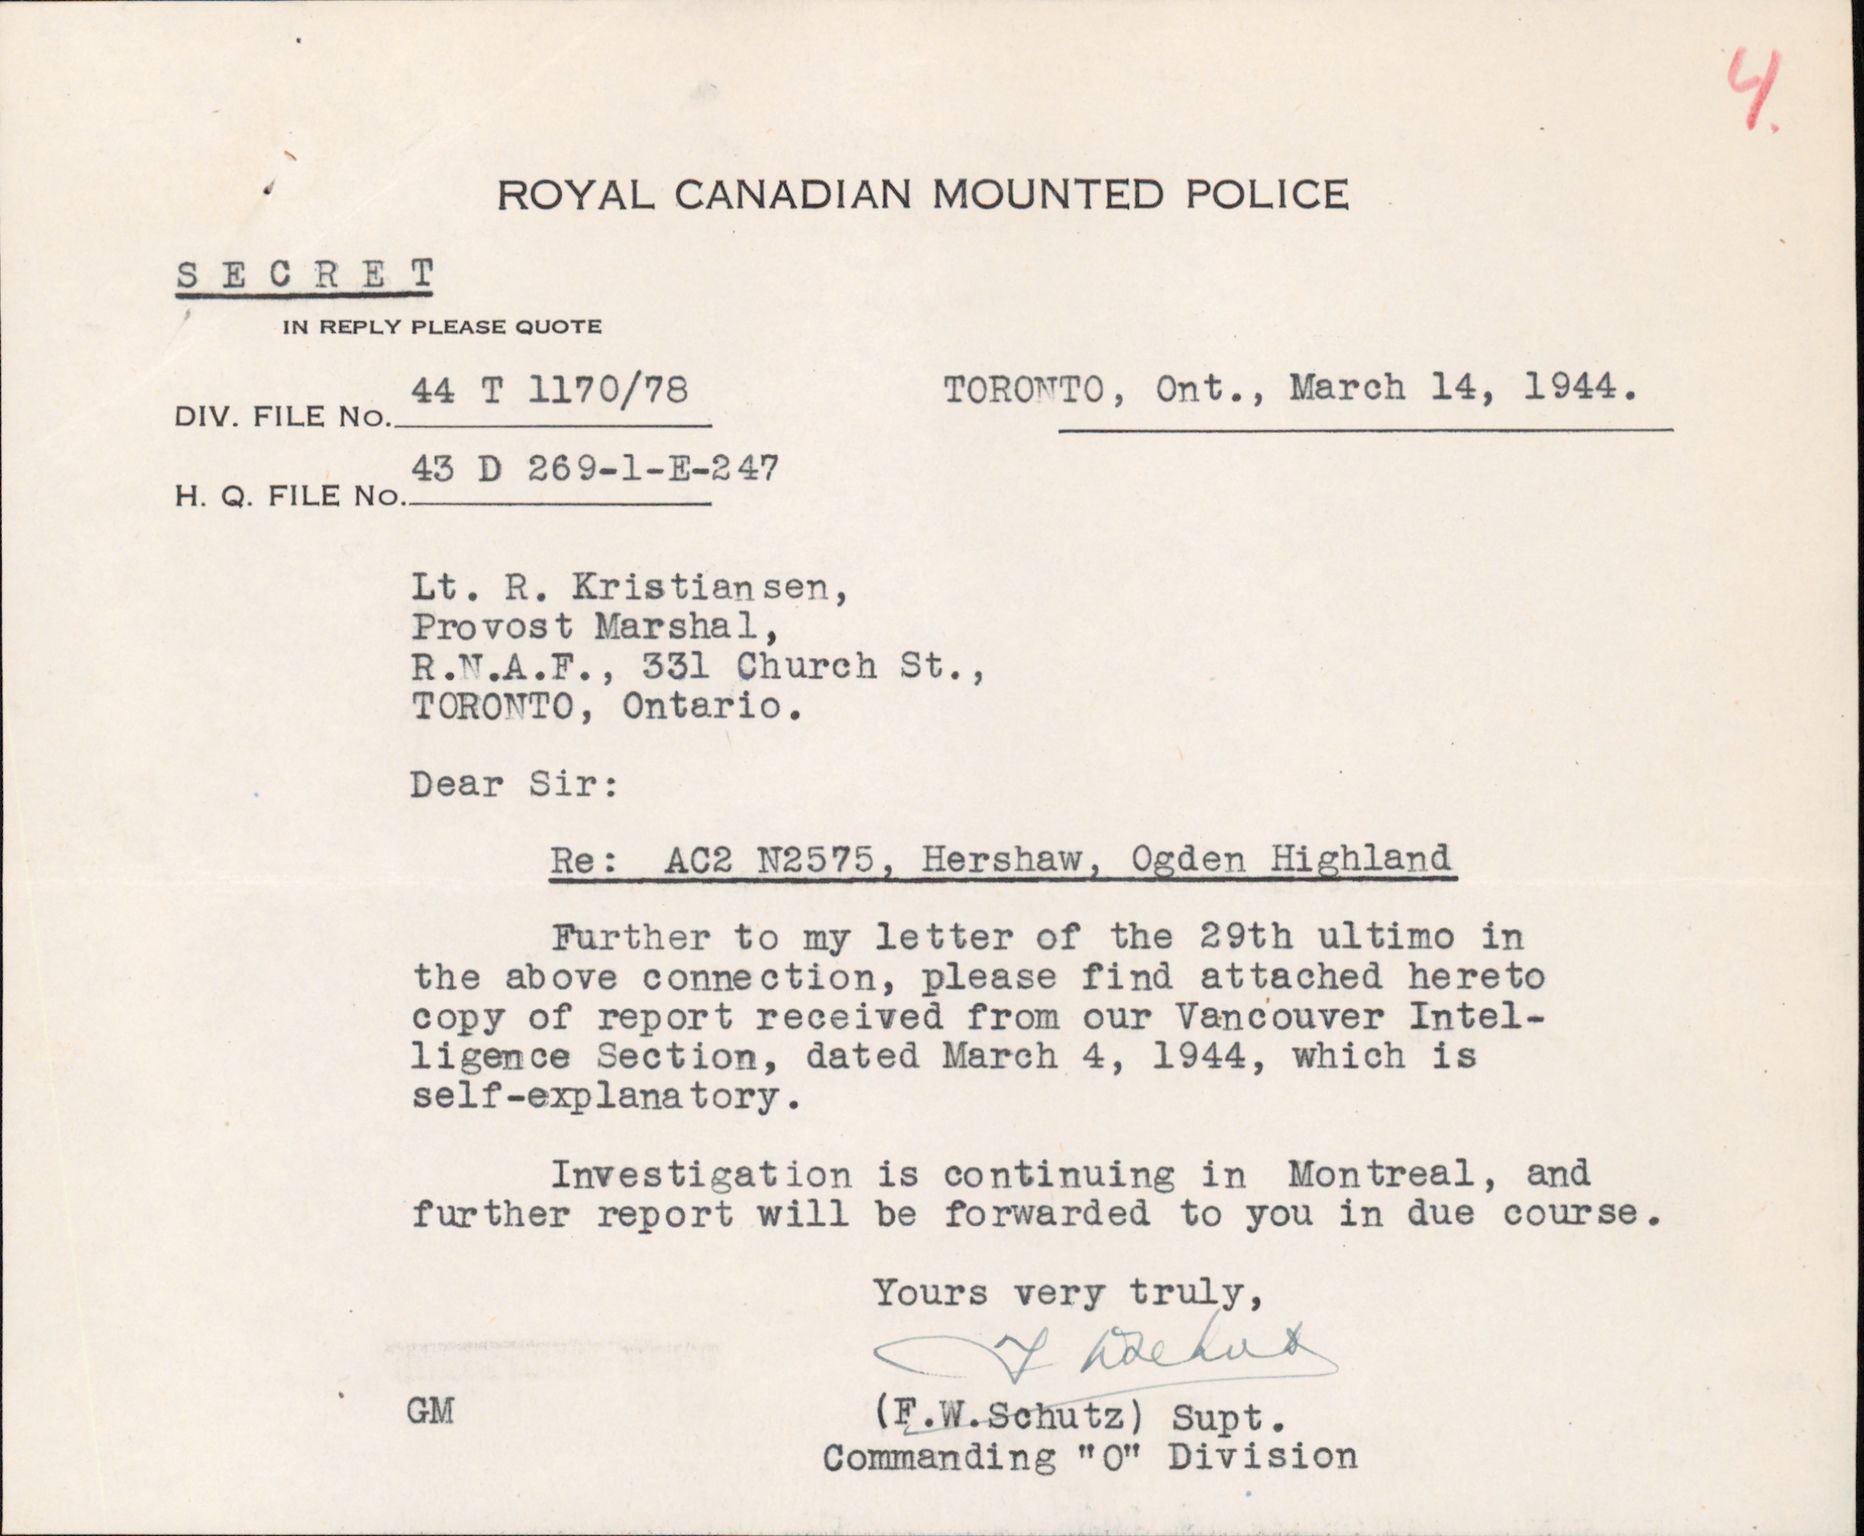 4.
ROYAL CANADIAN MOUNTED POLICE
S E C R E T
IN REPLY PLEASE QUOTE
DIV. FILE No. 44 T 1170/78
TORONTO, Ont., March 14, 1944.
H. Q. FILE No. 43 D 269-1-E-247
Lt. R. Kristiansen,
Provost Marshal,
R.N.A.F., 331 Church St.,
TORONTO, Ontario.
Dear Sir:
Re: AC2 N2575, Hershaw, Ogden Highland
Further to my letter of the 29th ultimo in
the above connection, please find attached hereto
copy of report received from our Vancouver Intel-
ligence Section, dated March 4, 1944, which is
self-explanatory.
Investigation is continuing in Montreal, and
further report will be forwarded to you in due course.
Yours very truly,
F W Schutz
GM
(F.W.Schutz) Supt.
Commanding "O" Division